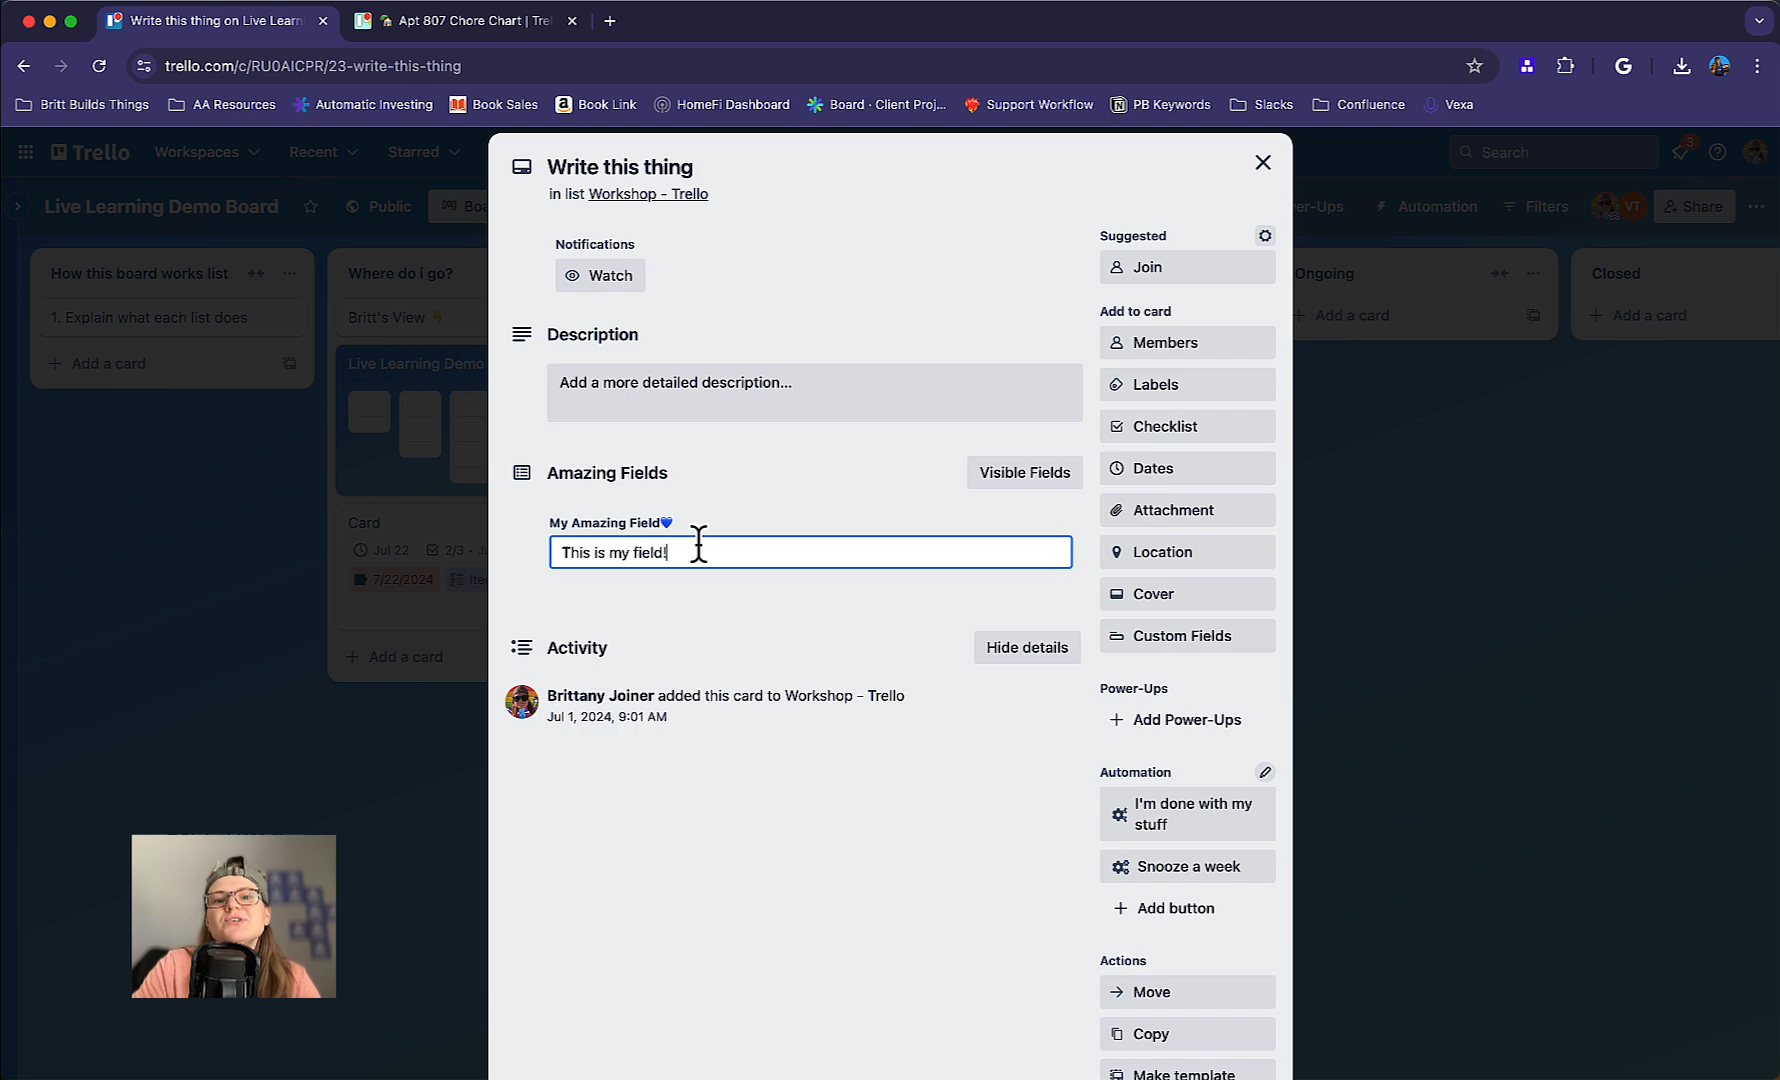 Write this thing on Live Learni
Apt 807 Chore Chart | Tre
trello.com/c/RU0AICPR/23-write-this-thing
Britt Builds Things
AA Resources
Automatic Investing
Book Sales
Book Link
HomeFi Dashboard
Board · Client Proj...
Support Workflow
PB Keywords
Slacks
Confluence
Vexa
Trello
Workspaces
Recent
Starred
Search
3
Live Learning Demo Board
Public
Boa
er-Ups
Automation
Filters
VT
Share
How this board works list
1. Explain what each list does
+ Add a card
Where do i go?
Britt's View 👇
Live Learning Demo
Card
Jul 22
2/3
7/22/2024
+ Add a card
Write this thing
in list Workshop - Trello
Notifications
Watch
Description
Add a more detailed description...
Amazing Fields
Visible Fields
My Amazing Field💙
This is my field!
Activity
Hide details
Brittany Joiner added this card to Workshop - Trello
Jul 1, 2024, 9:01 AM
Suggested
Join
Add to card
Members
Labels
Checklist
Dates
Attachment
Location
Cover
Custom Fields
Power-Ups
+ Add Power-Ups
Automation
I'm done with my
stuff
Snooze a week
+ Add button
Actions
Move
Copy
Make template
Ongoing
+ Add a card
Closed
+ Add a card